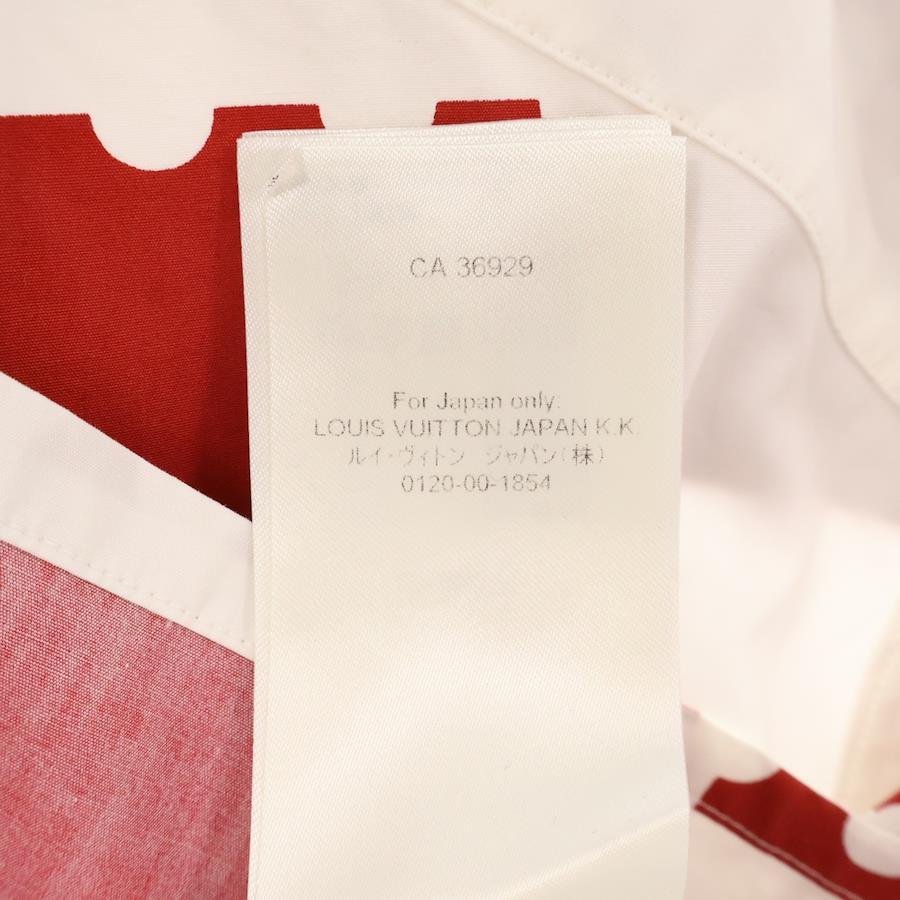 CA 36929
For Japan only:
LOUIS VUITTON JAPAN K.K.
ルイ・ヴィトン ジャパン(株)
0120-00-1854